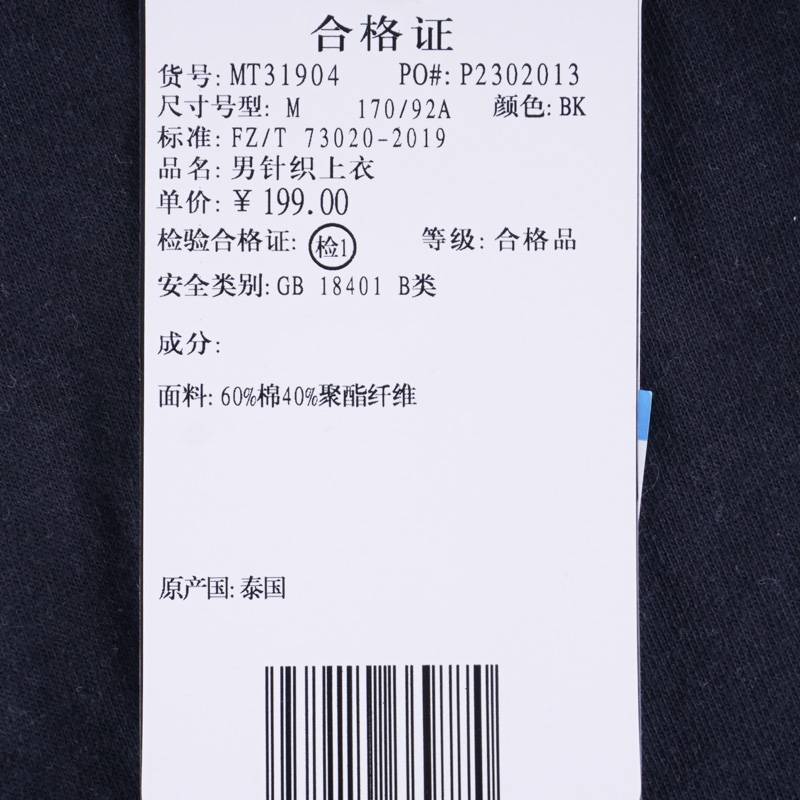 合格证
货号: MT31904 PO#: P2302013
尺寸号型: M 170/92A 颜色: BK
标准: FZ/T 73020-2019
品名: 男针织上衣
单价: ¥ 199.00
检验合格证: 检1 等级: 合格品
安全类别: GB 18401 B类
成分:
面料: 60%棉40%聚酯纤维
原产国: 泰国